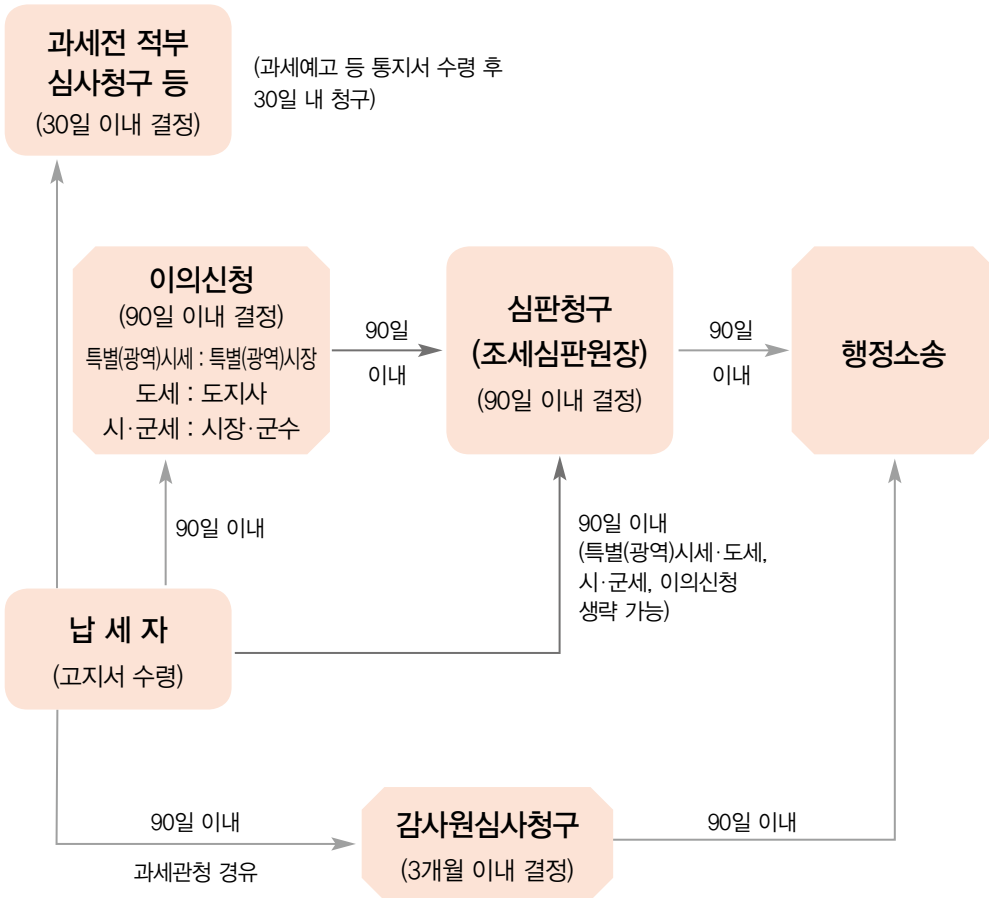 과세전 적부
심사청구 등
(30일 이내 결정)
(과세예고 등 통지서 수령 후
30일 내 청구)
이의신청
(90일 이내 결정)
특별(광역)시세 : 특별(광역)시장
도세 : 도지사
시·군세 : 시장·군수
90일
이내
심판청구
(조세심판원장)
(90일 이내 결정)
90일
이내
행정소송
90일 이내
90일 이내
(특별(광역)시세·도세,
시·군세, 이의신청
생략 가능)
납 세 자
(고지서 수령)
90일 이내
과세관청 경유
감사원심사청구
(3개월 이내 결정)
90일 이내